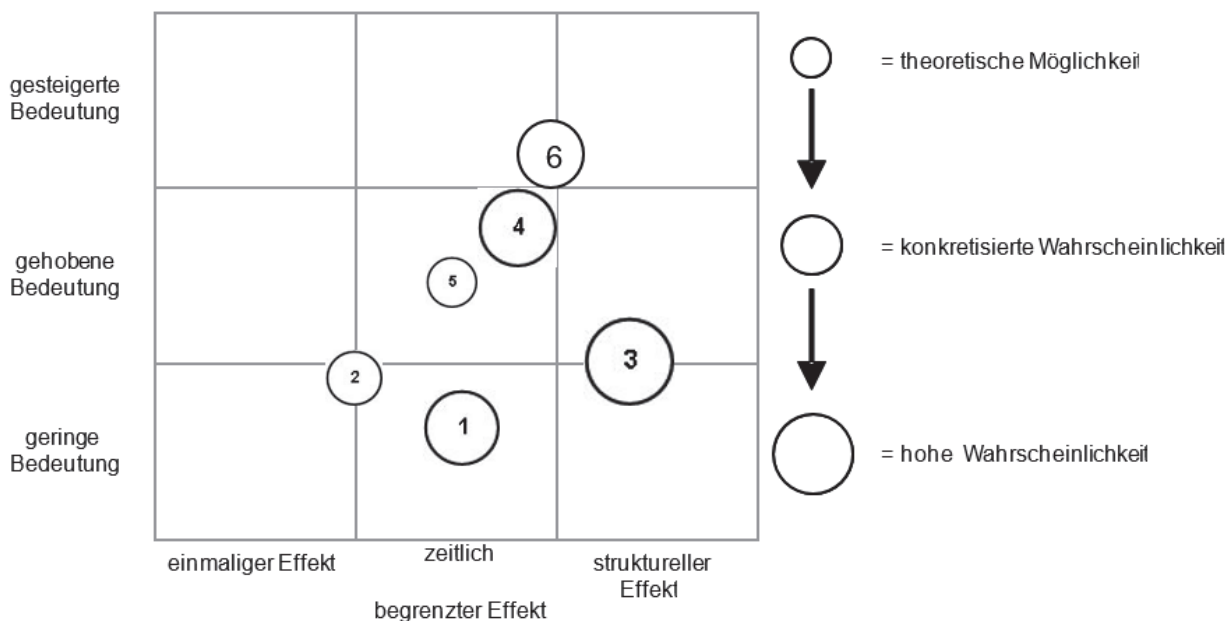 gesteigerte
Bedeutung
gehobene
Bedeutung
geringe
Bedeutung
6
4
5
3
2
1
einmaliger Effekt
zeitlich
begrenzter Effekt
struktureller
Effekt
= theoretische Möglichkeit
= konkretisierte Wahrscheinlichkeit
= hohe Wahrscheinlichkeit